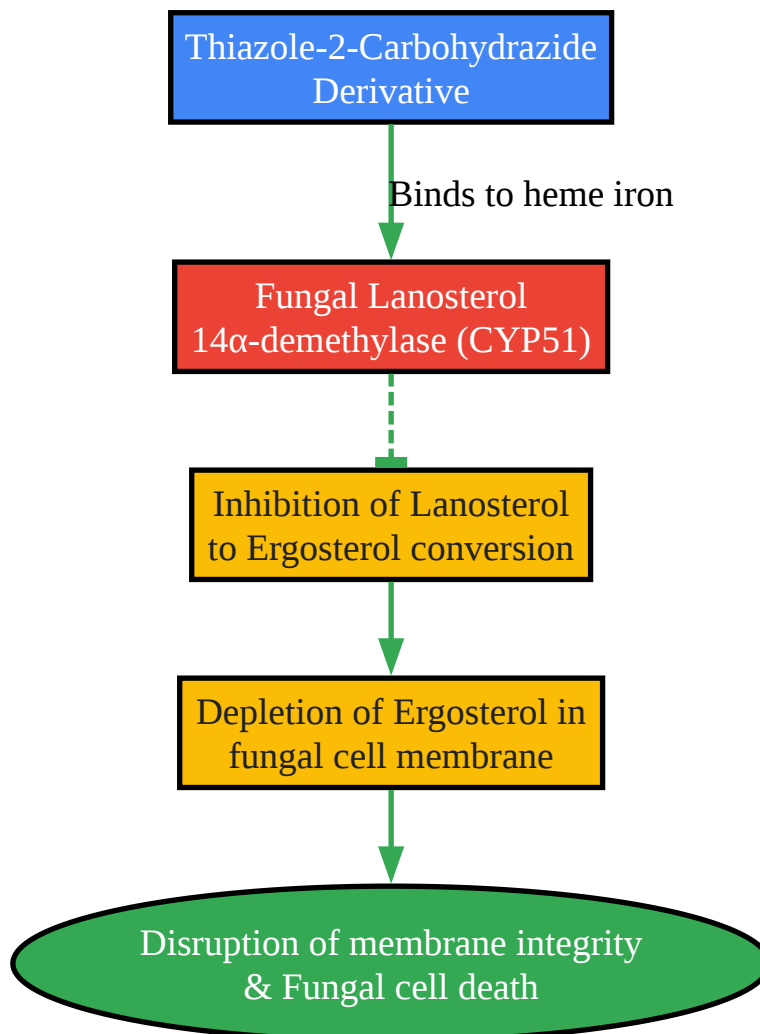 Thiazole-2-Carbohydrazide
Derivative
Binds to heme iron
Fungal Lanosterol
14α-demethylase (CYP51)
Inhibition of Lanosterol
to Ergosterol conversion
Depletion of Ergosterol in
fungal cell membrane
Disruption of membrane integrity
& Fungal cell death